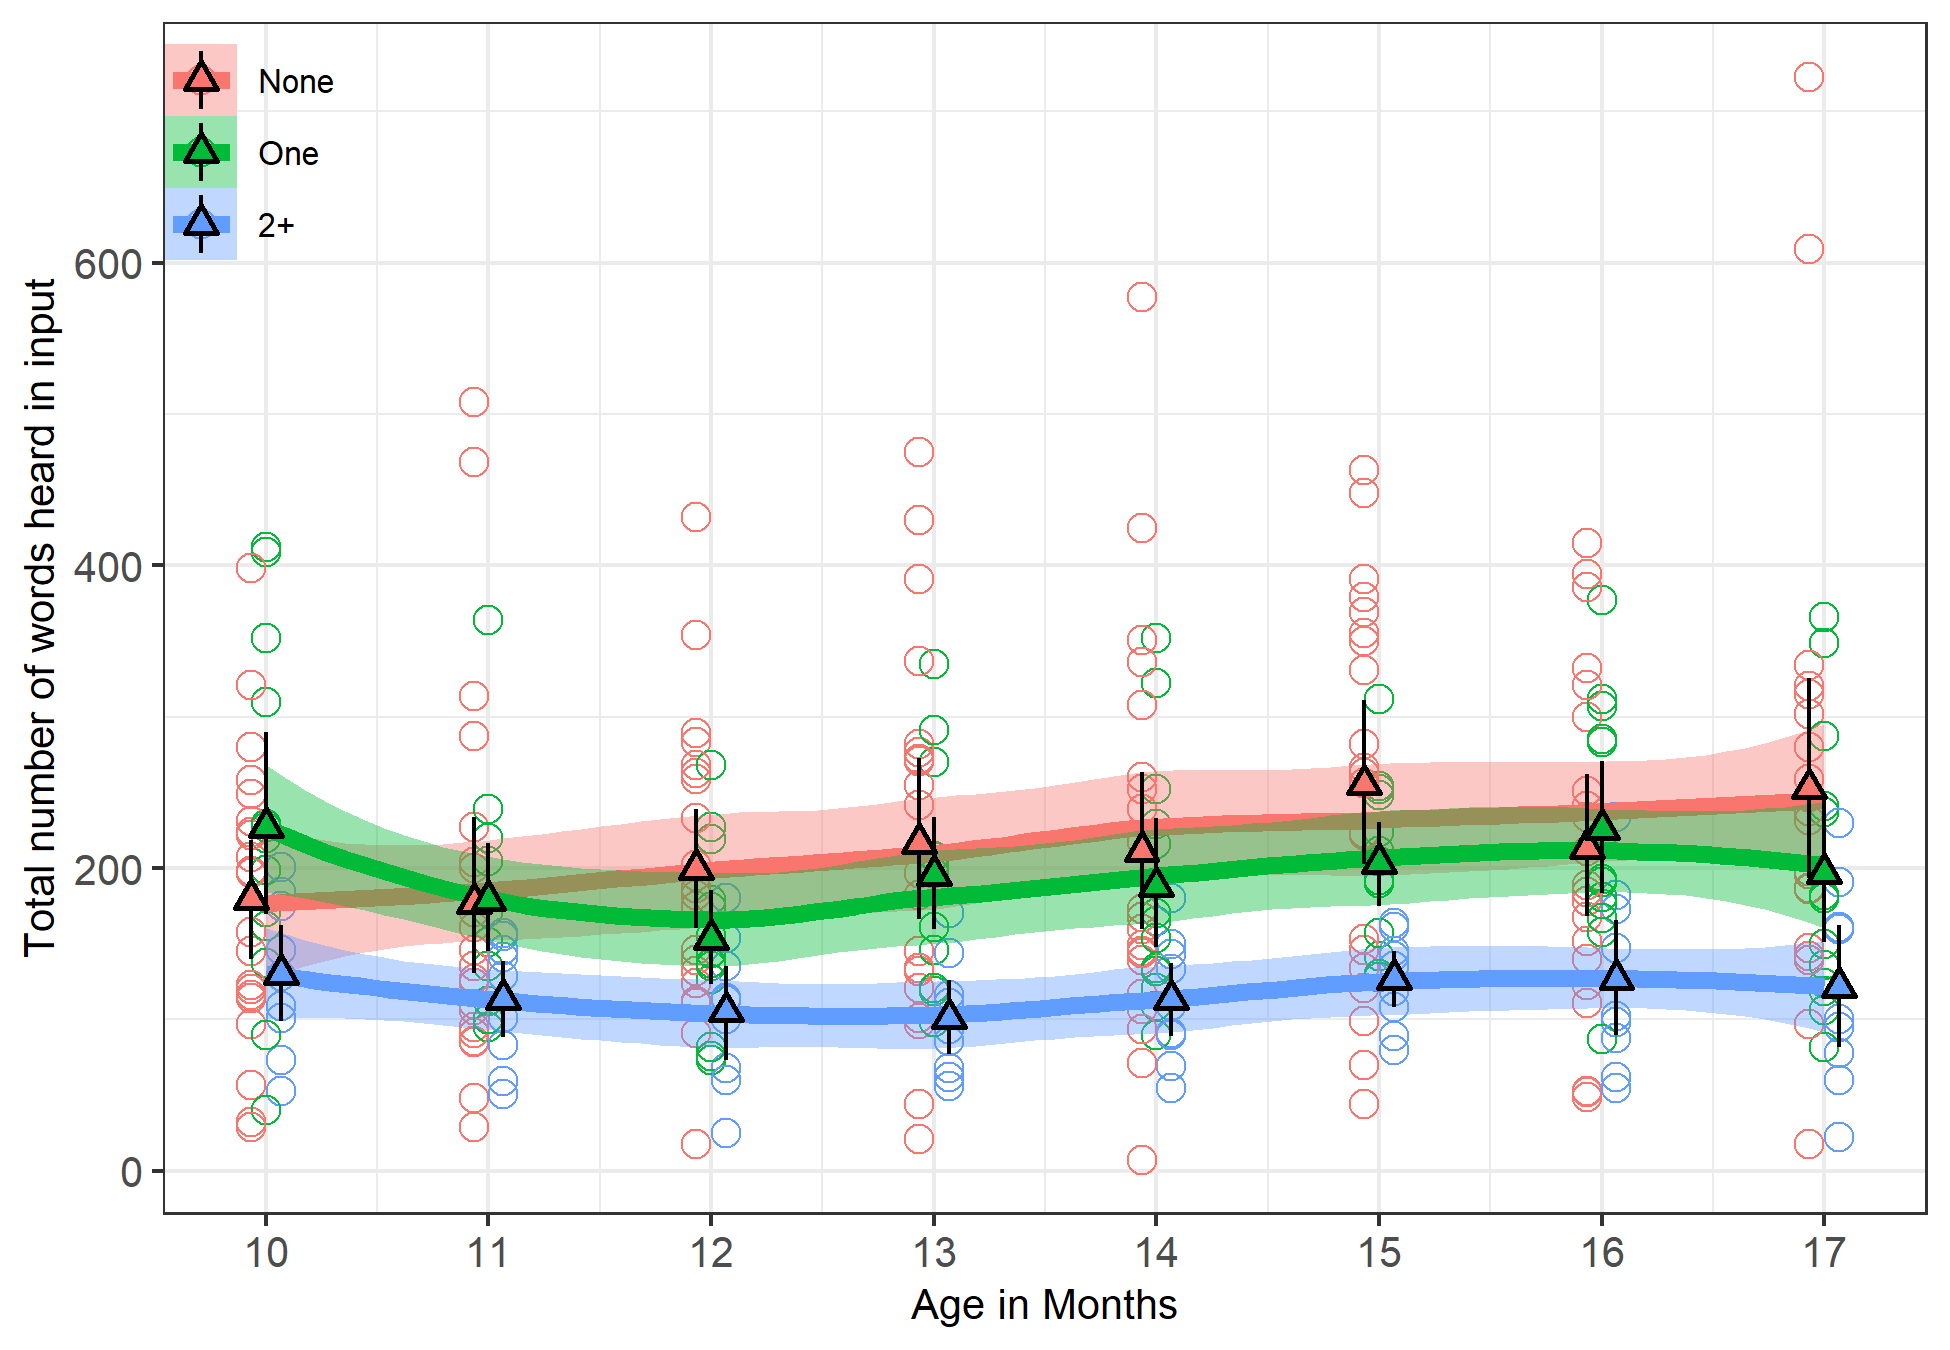 None
One
2+
Total number of words heard in input
600
400
200
0
10 11 12 13 14 15 16 17
Age in Months